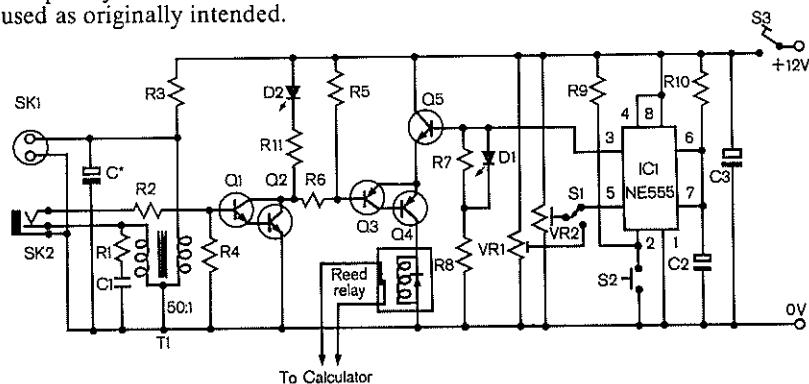 used as originally intended.
S3
+12V
R3
D2
R5
Q5
R9
R10
SK1
4
8
C*
R11
R7
D1
3
6
IC1
NE555
C3
R2
Q1
Q2
R6
S1
5
7
Q3
Q4
VR2
SK2
R1
R4
VR1
2
1
R8
C2
C1
Reed
relay
S2
50:1
T1
0V
To Calculator